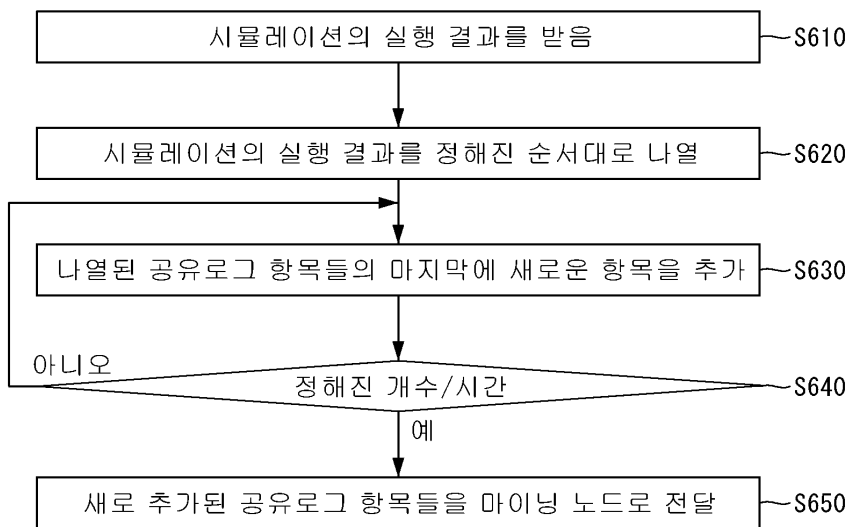 시뮬레이션의 실행 결과를 받음
S610
시뮬레이션의 실행 결과를 정해진 순서대로 나열
S620
나열된 공유로그 항목들의 마지막에 새로운 항목을 추가
S630
아니오
정해진 개수/시간
S640
예
새로 추가된 공유로그 항목들을 마이닝 노드로 전달
S650